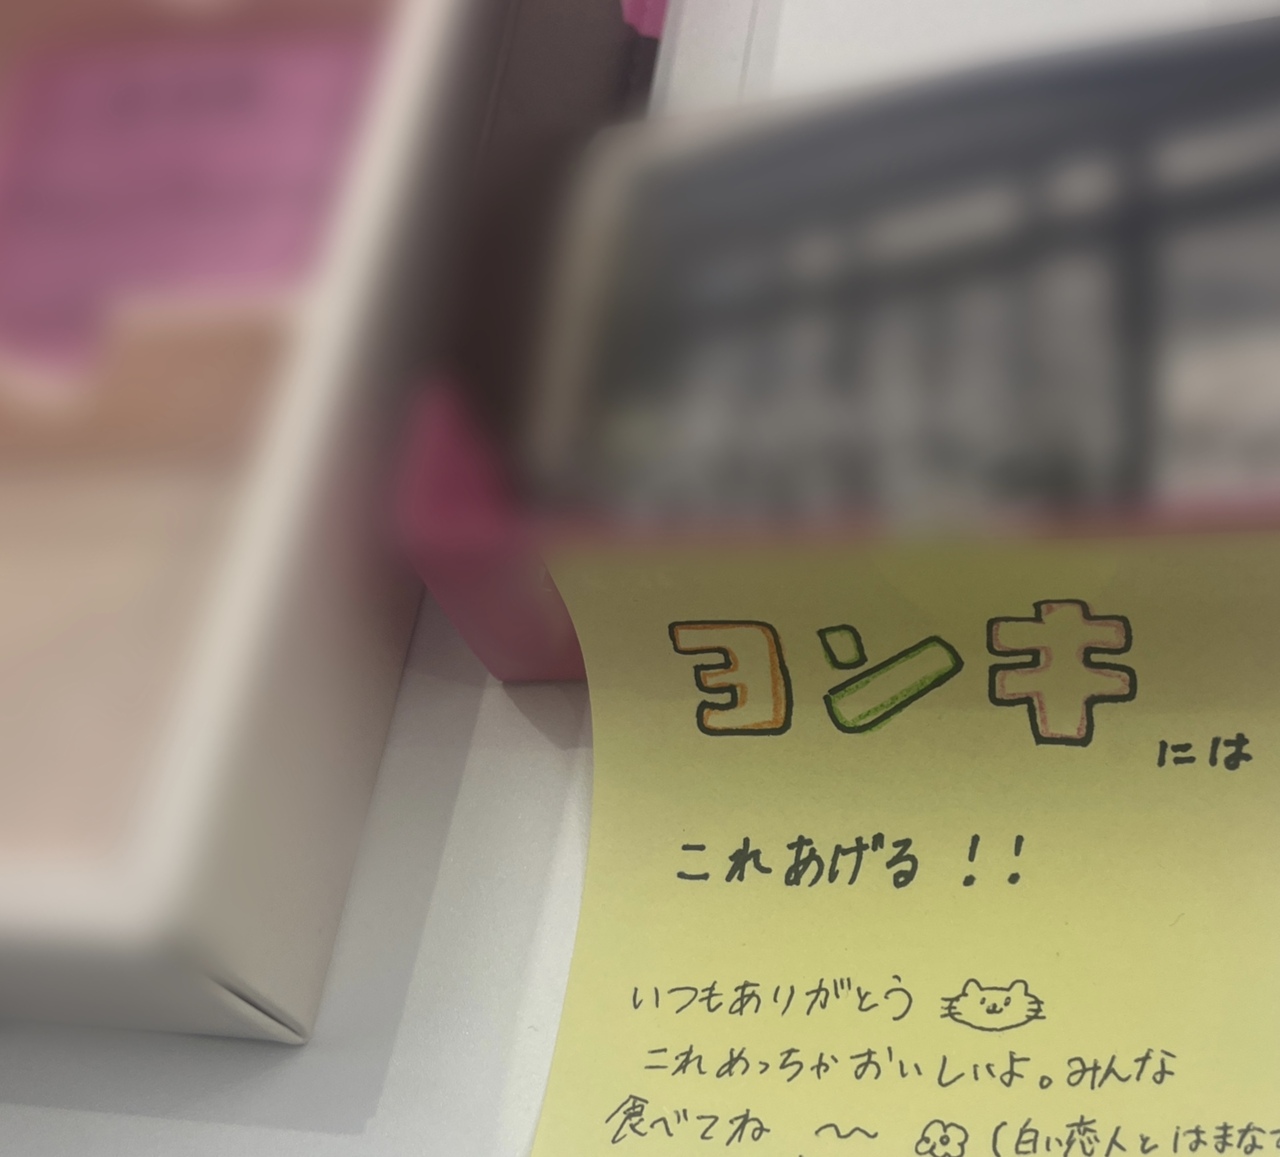 ヨンキには
これあげる！！
いつもありがとう
これめっちゃおいしいよ。みんな
食べてね 〜〜 (白い恋人とはまなす